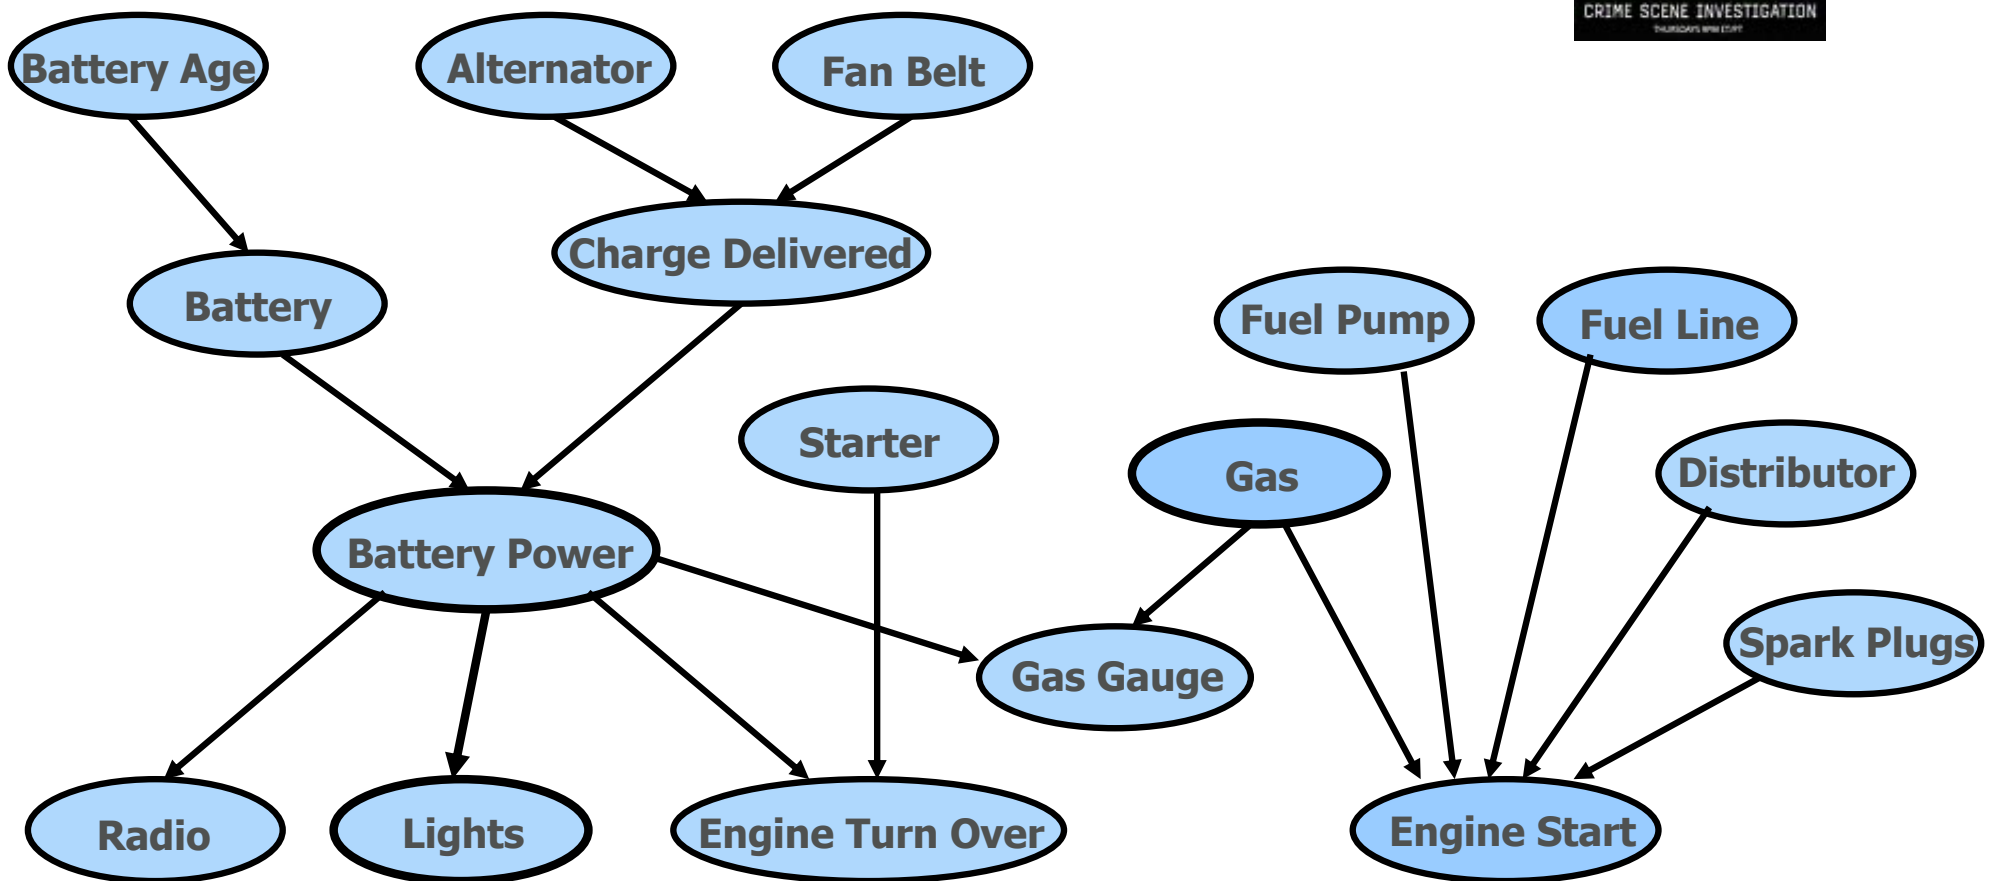 CRIME SCENE INVESTIGATION
Battery Age
Alternator
Fan Belt
Charge Delivered
Battery
Fuel Pump
Fuel Line
Starter
Gas
Distributor
Battery Power
Spark Plugs
Gas Gauge
Radio
Lights
Engine Turn Over
Engine Start